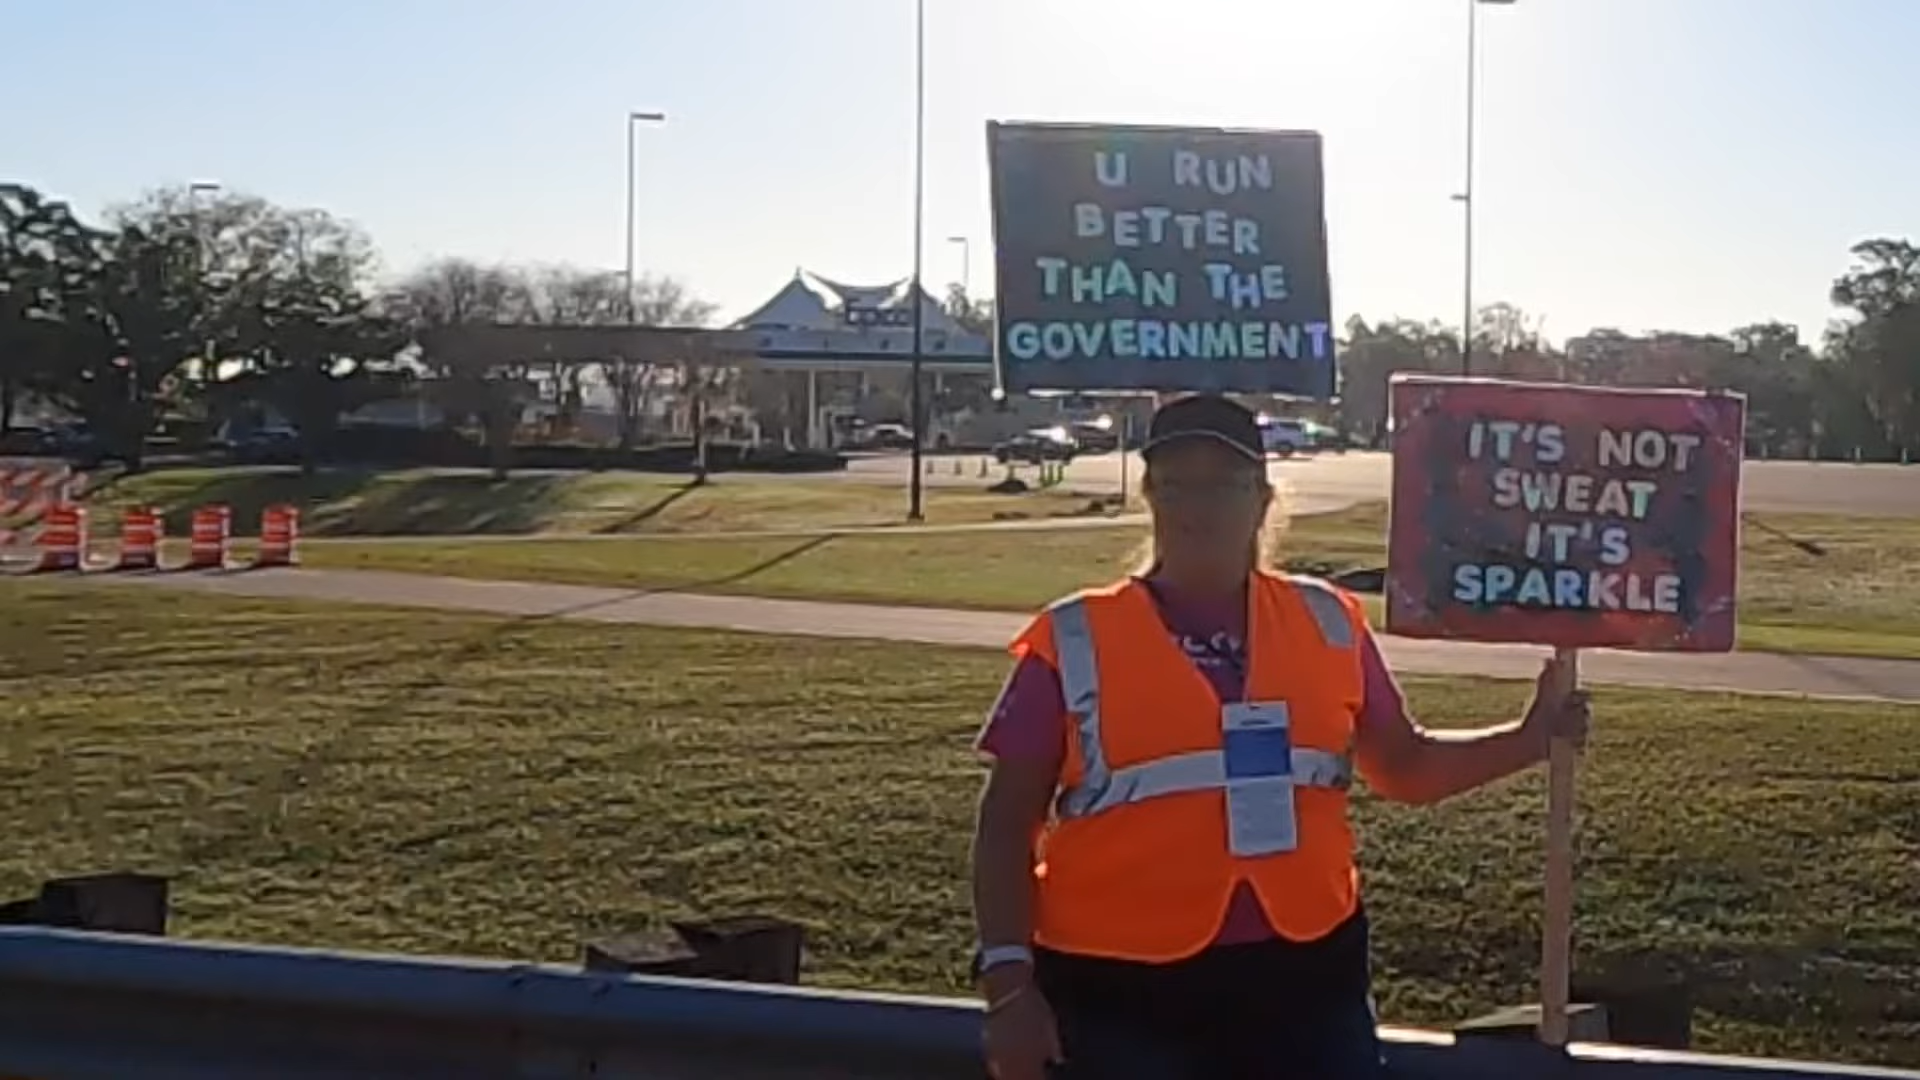 U RUN
BETTER
THAN THE
GOVERNMENT
IT'S NOT
SWEAT
IT'S
SPARKLE